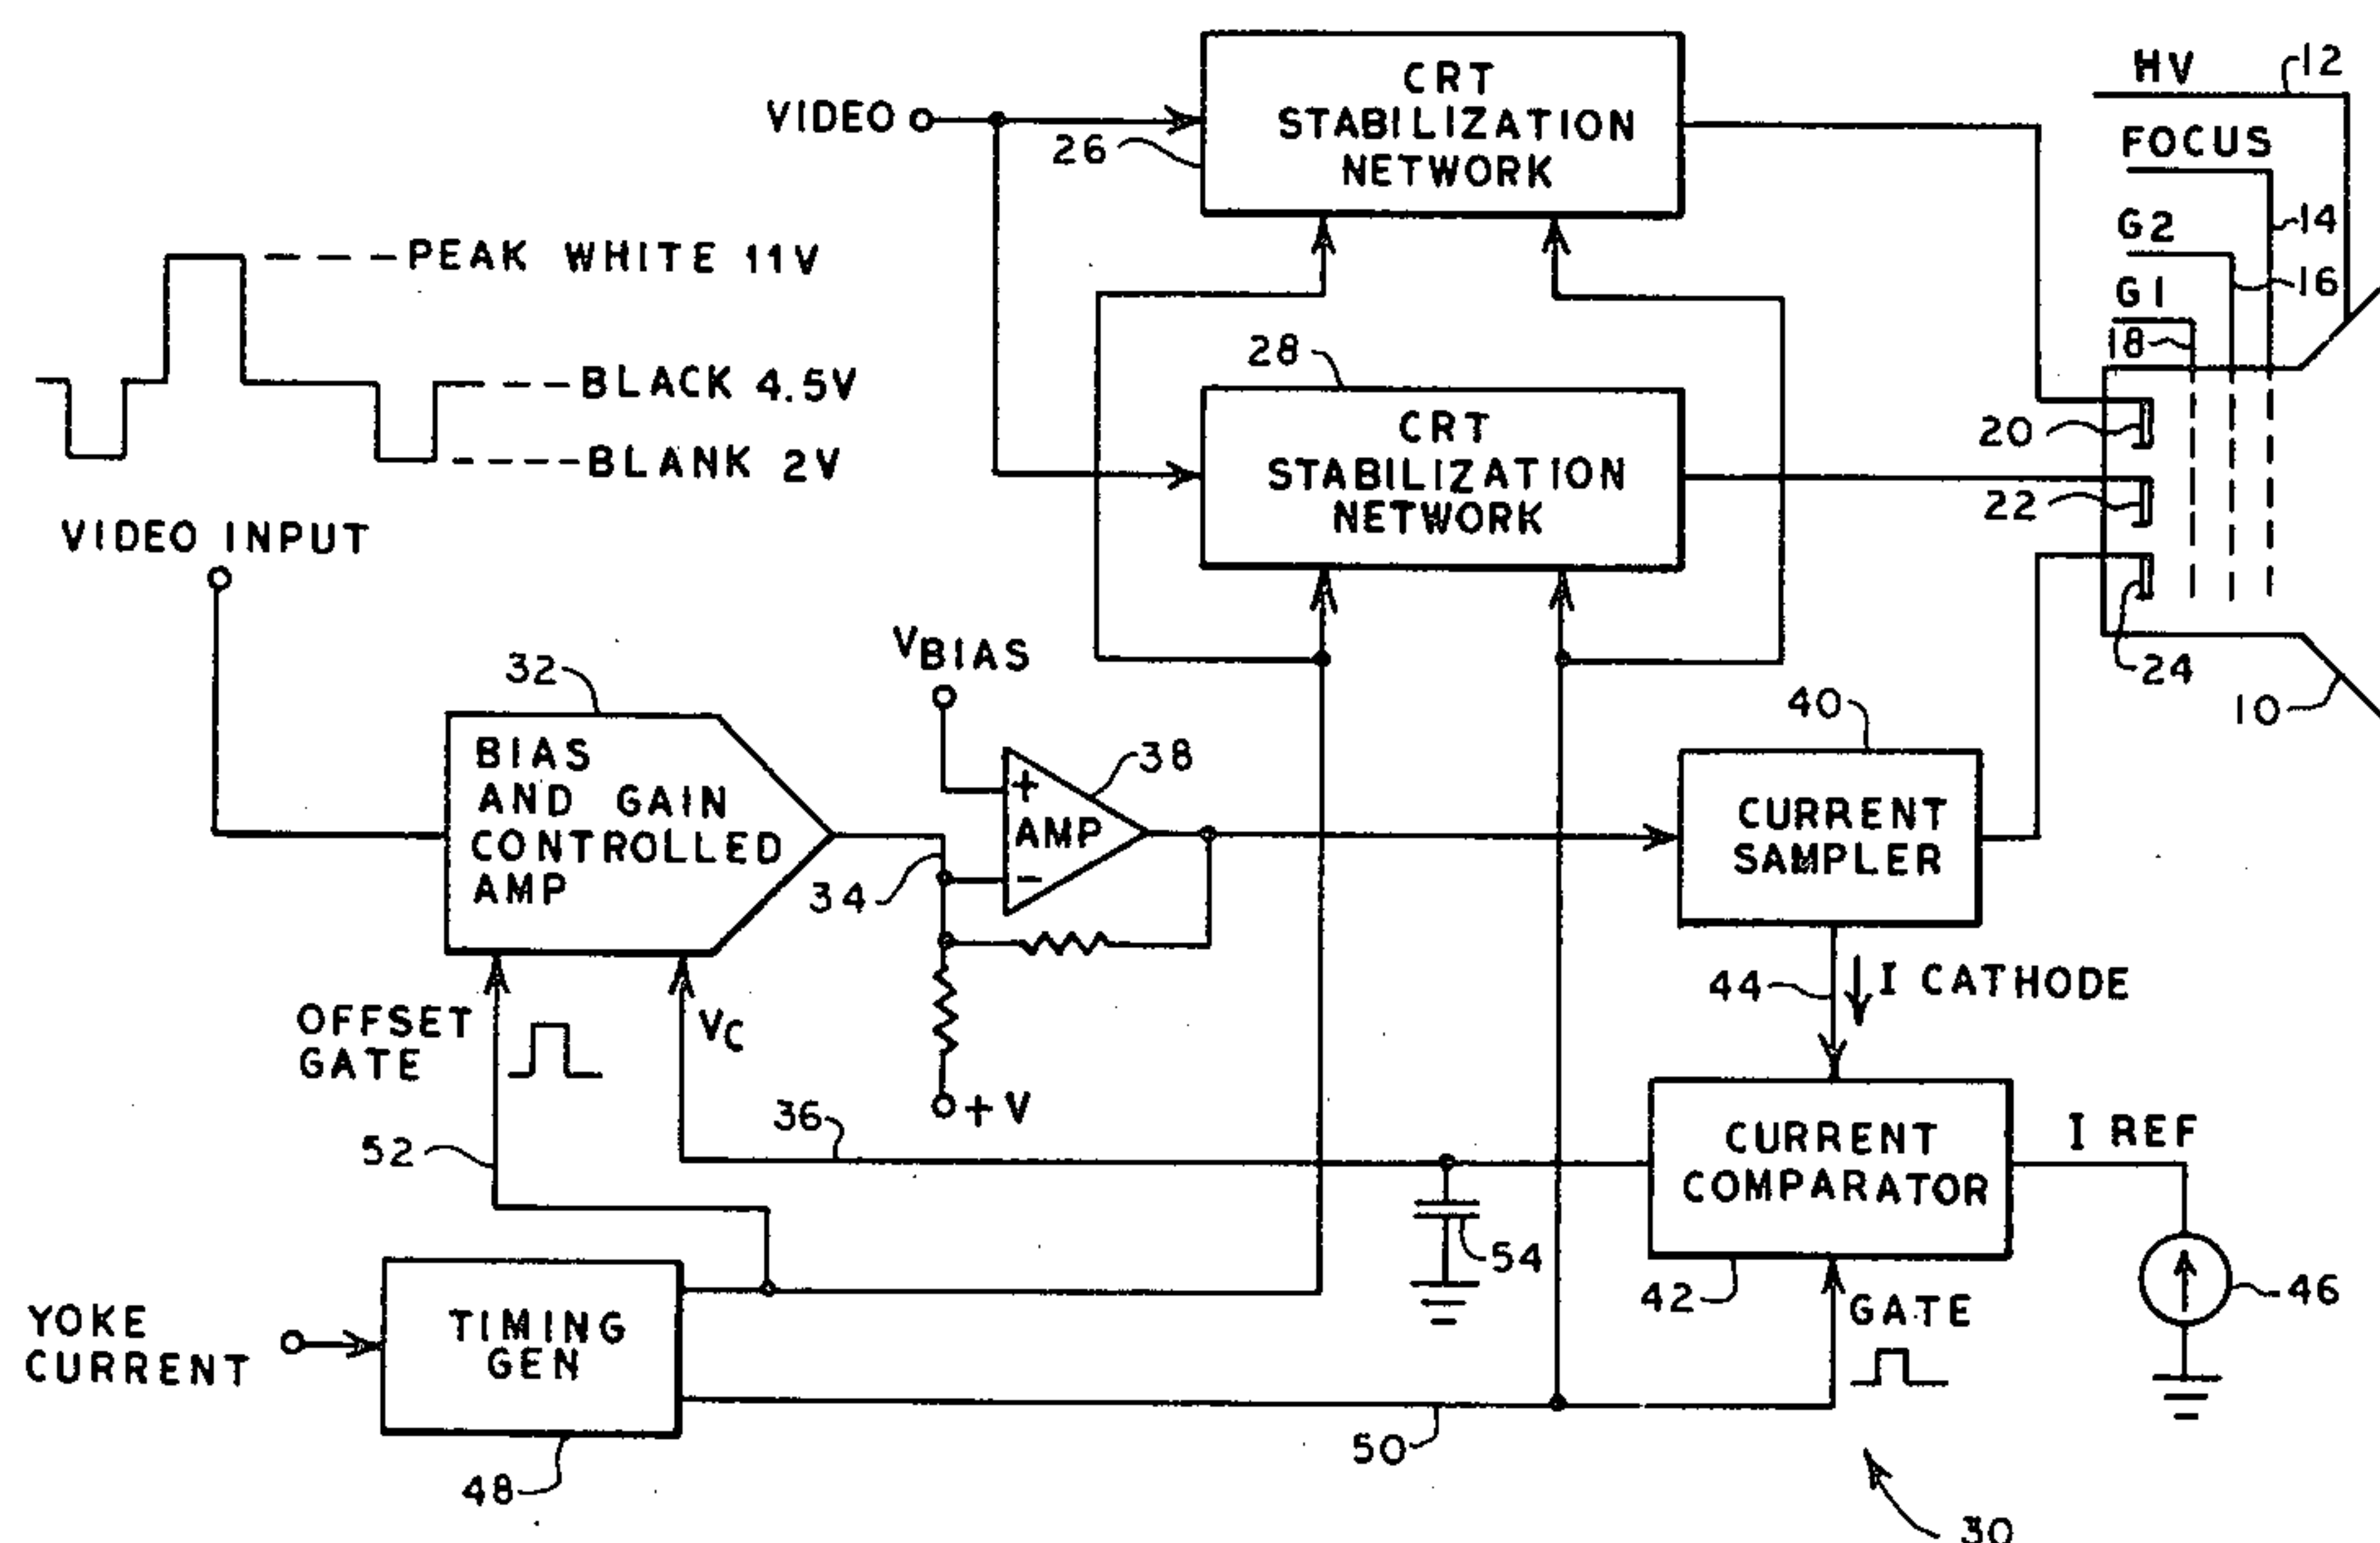 HV
12
VIDEO
CRT
STABILIZATION
NETWORK
26
FOCUS
14
G2
16
G1
18
PEAK WHITE 11V
BLACK 4.5V
BLANK 2V
28
CRT
STABILIZATION
NETWORK
20
22
24
10
VIDEO INPUT
VBIAS
32
BIAS
AND GAIN
CONTROLLED
AMP
34
+
AMP
-
38
40
CURRENT
SAMPLER
44
I CATHODE
OFFSET
GATE
VC
+V
36
52
CURRENT
COMPARATOR
I REF
54
42
GATE
46
YOKE
CURRENT
TIMING
GEN
48
50
30